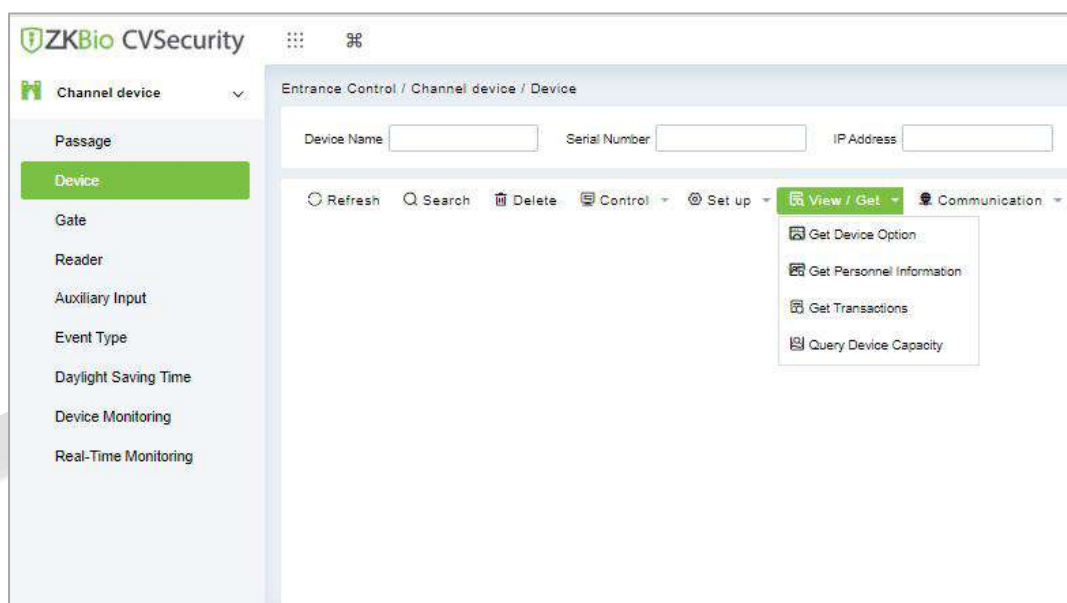 ZKBio CVSecurity
Channel device
Entrance Control / Channel device / Device
Passage
Device Name Serial Number IP Address
Device
Refresh Search Delete Control Set up View / Get Communication
Gate
Get Device Option
Reader
Get Personnel Information
Auxiliary Input
Get Transactions
Event Type
Query Device Capacity
Daylight Saving Time
Device Monitoring
Real-Time Monitoring